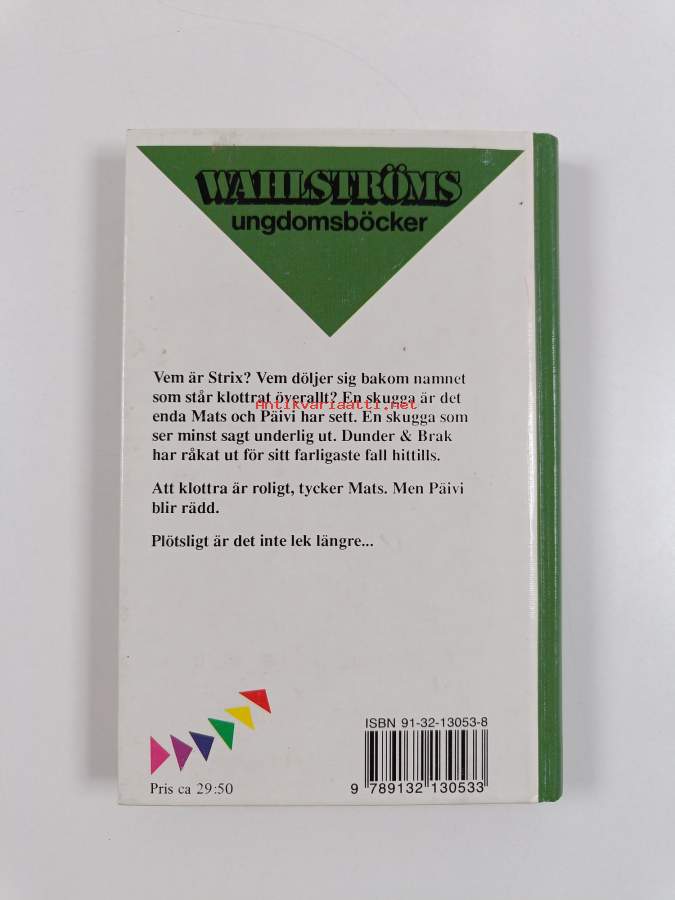 WAHLSTRÖMS
ungdomsböcker
Vem är Strix? Vem döljer sig bakom namnet
som står klottrat överallt? En skugga är det
Antikvariaatti.net
enda Mats och Päivi har sett. En skugga som
ser minst sagt underlig ut. Dunder & Brak
har råkat ut för sitt farligaste fall hittills.
Att klottra är roligt, tycker Mats. Men Päivi
blir rädd.
Plötsligt är det inte lek längre...
ISBN 91-32-13053-8
Pris ca 29:50
9 789132 130533